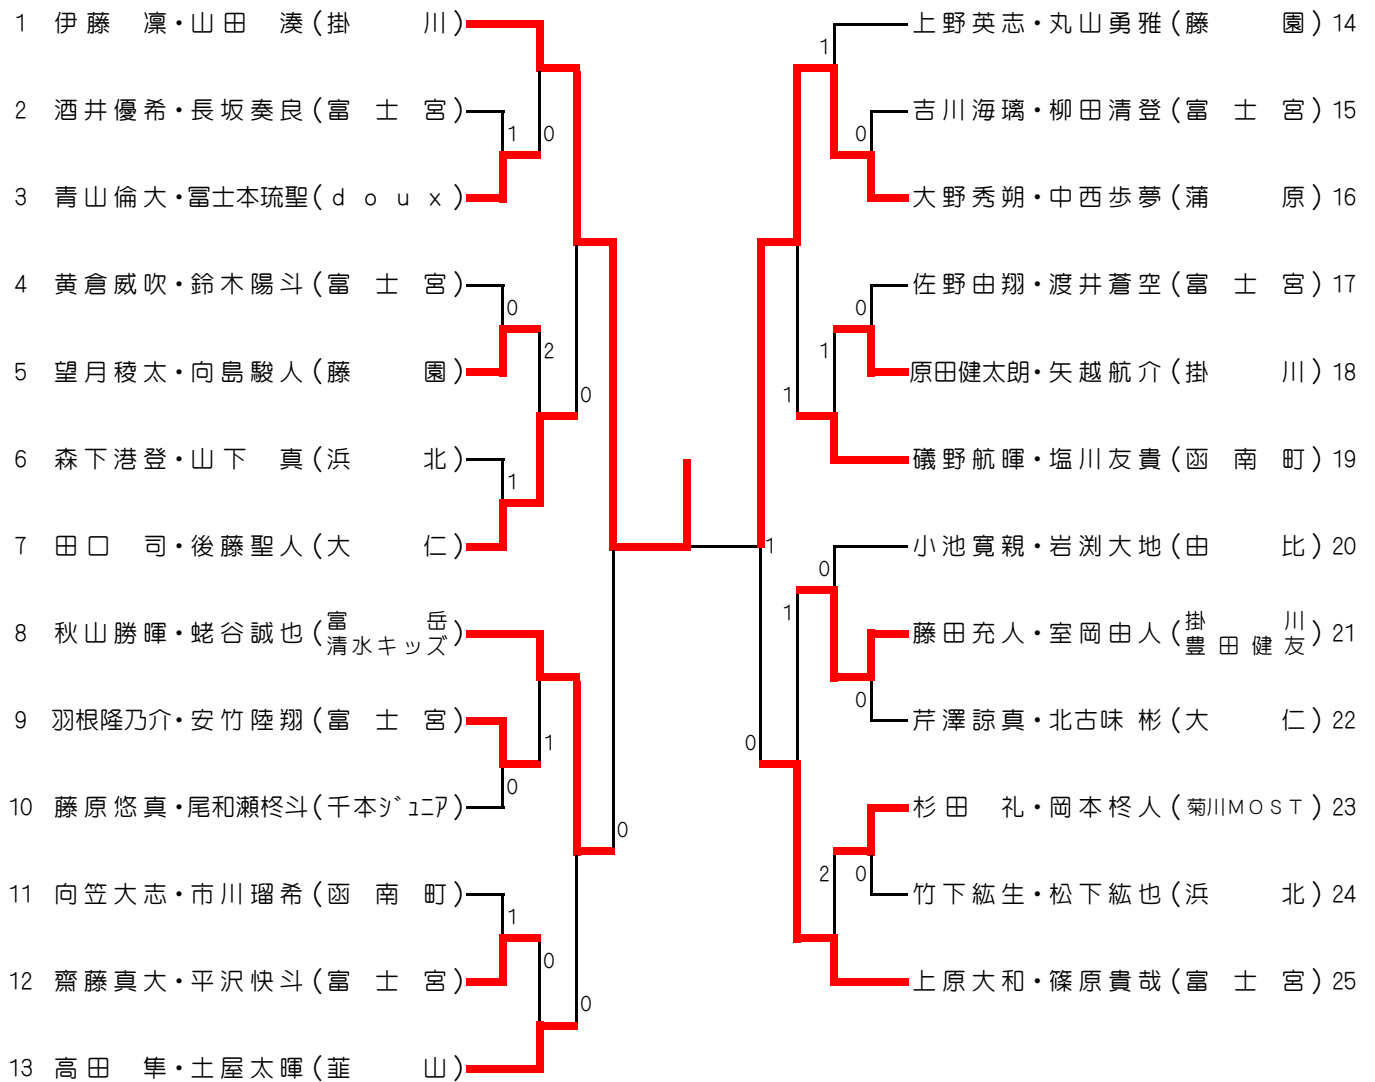 1 伊藤 凜・山田 湊(掛 川)
2 酒井優希・長坂奏良(富士宮)
1 0
3 青山倫大・冨士本琉聖(doux)
4 黄倉威吹・鈴木陽斗(富士宮)
0
2
5 望月稜太・向島駿人(藤 園)
0
6 森下港登・山下 真(浜 北)
1
7 田口 司・後藤聖人(大 仁)
8 秋山勝暉・蛯谷誠也(富岳 清水キッズ)
9 羽根隆乃介・安竹陸翔(富士宮)
1
0
10 藤原悠真・尾和瀬柊斗(千本ジュニア)
0
11 向笠大志・市川瑠希(函南町)
1
0
12 齋藤真大・平沢快斗(富士宮)
0
13 高田 隼・土屋太暉(韮 山)
上野英志・丸山勇雅(藤 園) 14
1
吉川海璃・柳田清登(富士宮) 15
0
大野秀朔・中西歩夢(蒲 原) 16
佐野由翔・渡井蒼空(富士宮) 17
0
1
原田健太朗・矢越航介(掛 川) 18
1
磯野航暉・塩川友貴(函南町) 19
1
小池寛親・岩渕大地(由 比) 20
0
1
藤田充人・室岡由人(掛川 豊田健友) 21
0
芹澤諒真・北古味 彬(大 仁) 22
0
杉田 礼・岡本柊人(菊川MOST) 23
2 0
竹下紘生・松下紘也(浜 北) 24
上原大和・篠原貴哉(富士宮) 25